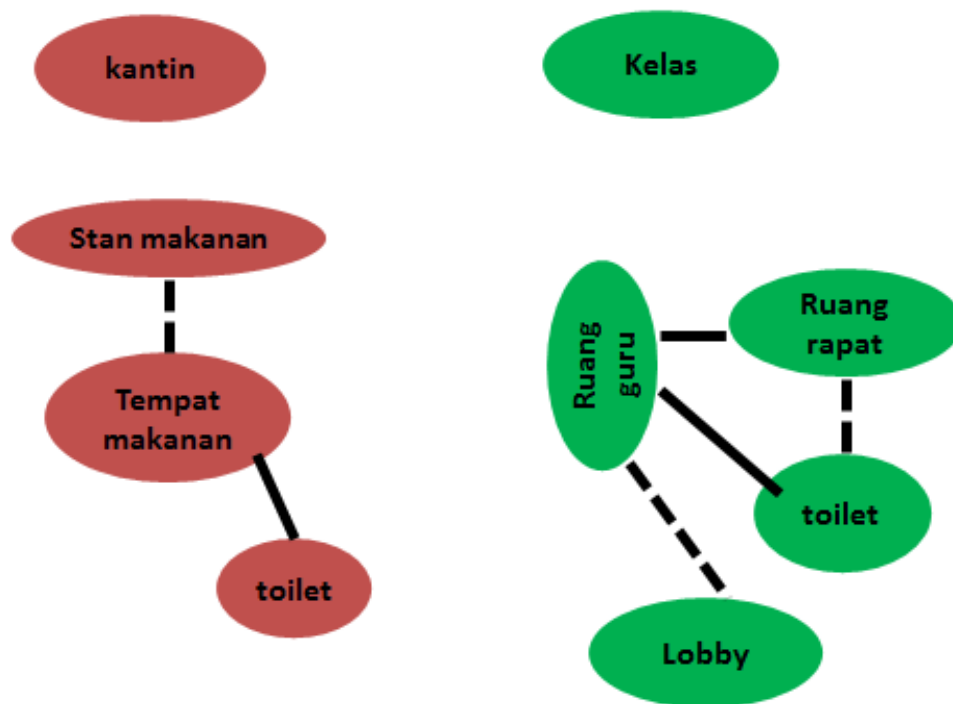 kantin
Kelas
Stan makanan
Tempat
makanan
toilet
Ruang
guru
Ruang
rapat
toilet
Lobby